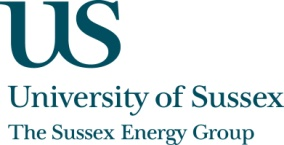 US
University of Sussex
The Sussex Energy Group